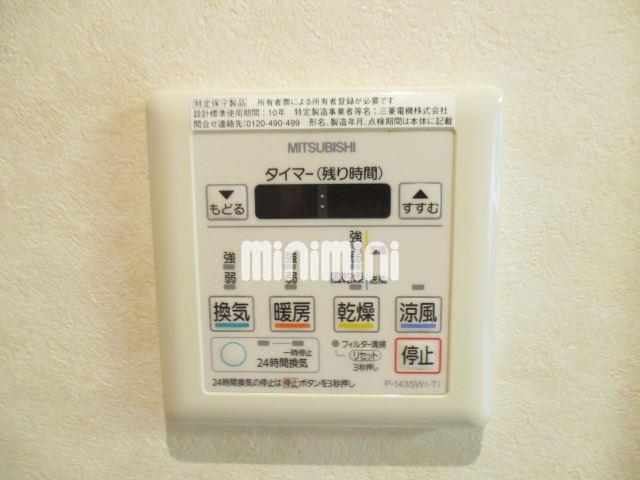 特定保守製品 所有者票による所有者登録が必要です
設計標準使用期間：10年 特定製造事業者等名：三菱電機株式会社
問合せ連絡先:0120-490-499 形名、製造年月、点検期間は本体に記載
MITSUBISHI
タイマー(残り時間)
▼ もどる
▲ すすむ
強 強 強
minimini
弱 弱
換気 暖房 乾燥 涼風
一時停止
24時間換気
フィルター清掃
リセット
3秒押し
停止
24時間換気の停止は停止ボタンを3秒押し
P-143SW(-T)